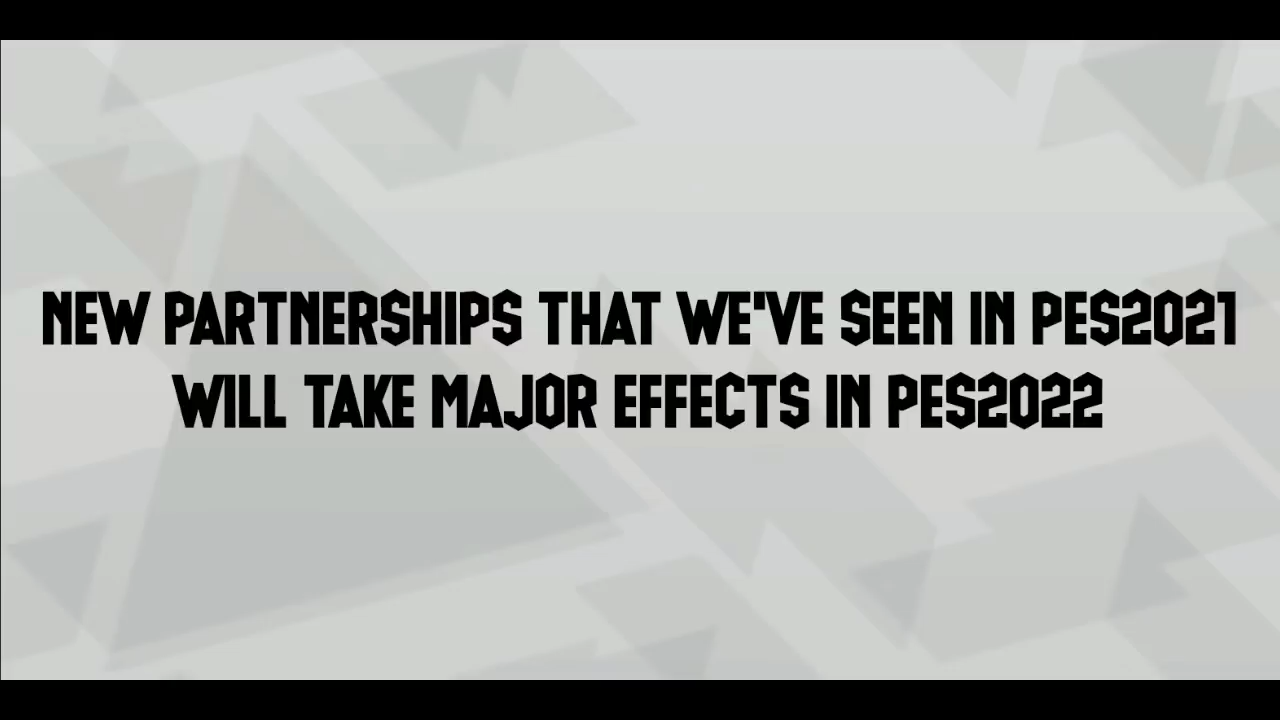 NEW PARTNERSHIPS THAT WE'VE SEEN IN PES2021
WILL TAKE MAJOR EFFECTS IN PES2022